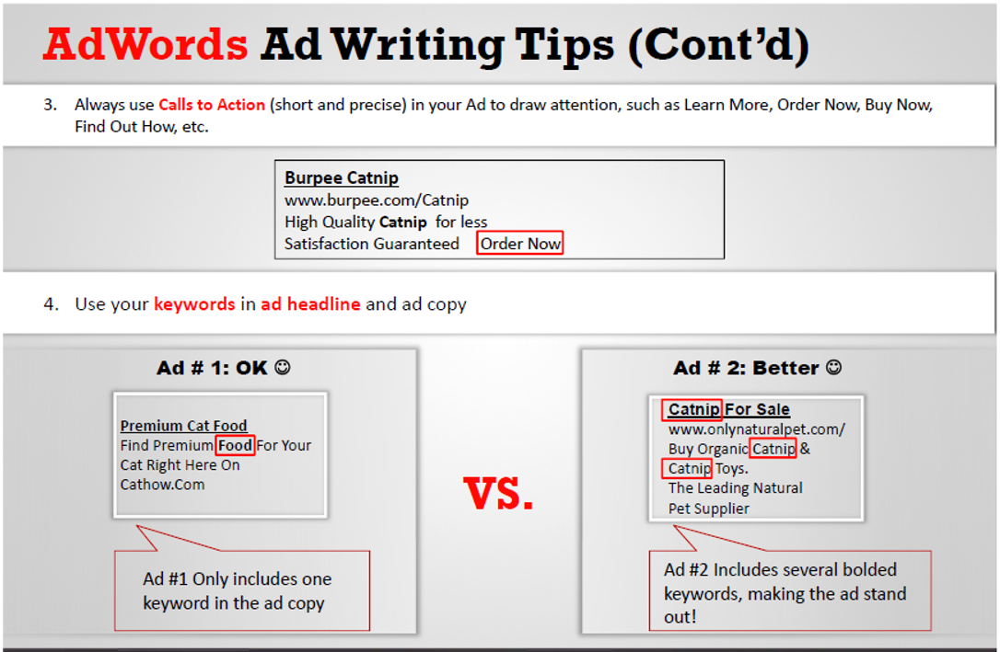 AdWords Ad Writing Tips (Cont’d)
3. Always use Calls to Action (short and precise) in your Ad to draw attention, such as Learn More, Order Now, Buy Now,
Find Out How, etc.
Burpee Catnip
www.burpee.com/Catnip
High Quality Catnip for less
Satisfaction Guaranteed Order Now
4. Use your keywords in ad headline and ad copy
Ad # 1: OK ☺
Premium Cat Food
Find Premium Food For Your
Cat Right Here On
Cathow.Com
Ad #1 Only includes one
keyword in the ad copy
VS.
Ad # 2: Better ☺
Catnip For Sale
www.onlynaturalpet.com/
Buy Organic Catnip &
Catnip Toys.
The Leading Natural
Pet Supplier
Ad #2 Includes several bolded
keywords, making the ad stand
out!